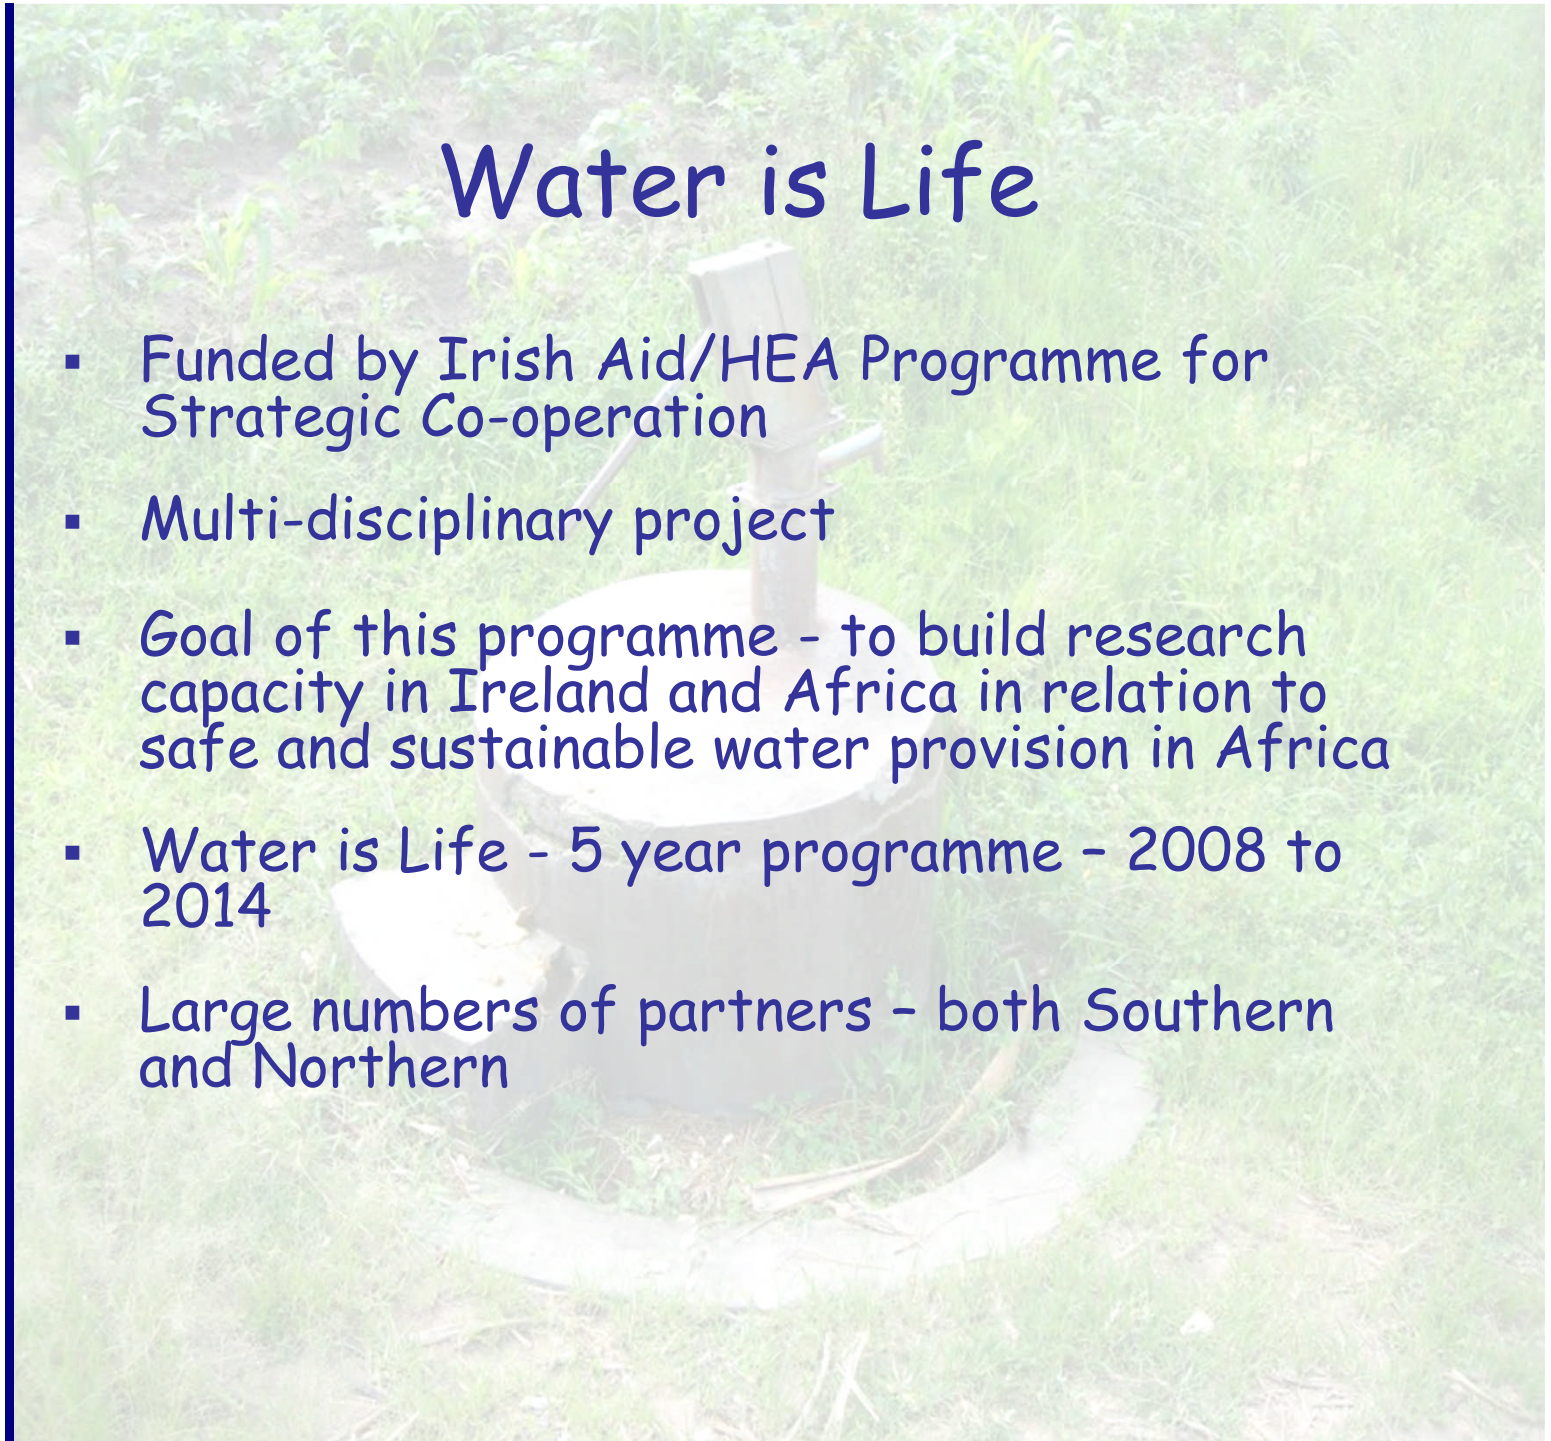 Water is Life
▪ Funded by Irish Aid/HEA Programme for
Strategic Co-operation
▪ Multi-disciplinary project
▪ Goal of this programme - to build research
capacity in Ireland and Africa in relation to
safe and sustainable water provision in Africa
▪ Water is Life - 5 year programme – 2008 to
2014
▪ Large numbers of partners – both Southern
and Northern